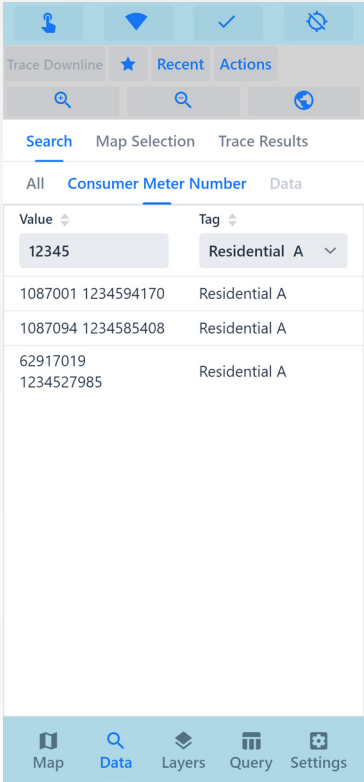 Trace Downline Recent Actions
Search Map Selection Trace Results
All Consumer Meter Number Data
Value Tag
12345 Residential A
1087001 1234594170 Residential A
1087094 1234585408 Residential A
62917019
1234527985 Residential A
Map Data Layers Query Settings